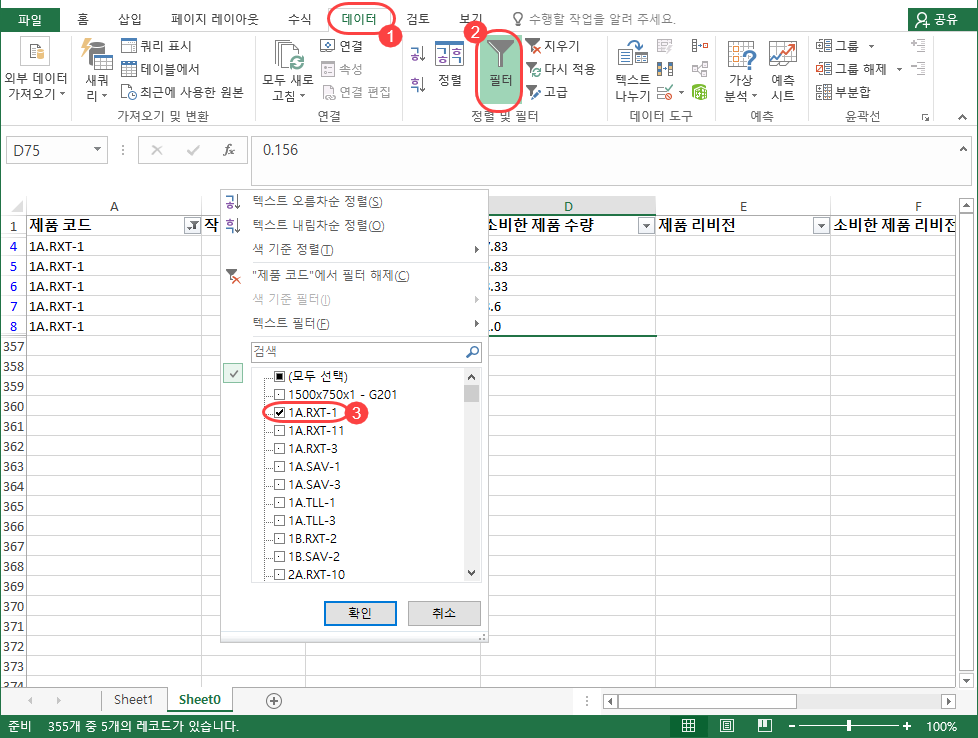 파일 홈 삽입 페이지 레이아웃 수식 데이터 검토 보기 수행할 작업을 알려 주세요. 공유
1 2
외부 데이터
가져오기
새쿼
리
쿼리 표시
테이블에서
최근에 사용한 원본
모두 새로
고침
연결
속성
연결 편집
정렬
필터
지우기
다시 적용
고급
텍스트
나누기
가상
분석
예측
시트
그룹
그룹 해제
부분합
가져오기 및 변환 연결 정렬 및 필터 데이터 도구 예측 윤곽선
D75 fx 0.156
A D E F
1 제품 코드 작 소비한 제품 수량 제품 리비전 소비한 제품 리비전
4 1A.RXT-1 7.83
5 1A.RXT-1 .83
6 1A.RXT-1 .33
7 1A.RXT-1 .6
8 1A.RXT-1 .0
357
358
359
360
361
362
363
364
365
366
367
368
369
370
371
372
373
374
텍스트 오름차순 정렬(S)
텍스트 내림차순 정렬(O)
색 기준 정렬(T)
"제품 코드"에서 필터 해제(C)
색 기준 필터(I)
텍스트 필터(F)
검색
(모두 선택)
1500x750x1 - G201
1A.RXT-1 3
1A.RXT-11
1A.RXT-3
1A.SAV-1
1A.SAV-3
1A.TLL-1
1A.TLL-3
1B.RXT-2
1B.SAV-2
2A.RXT-10
확인 취소
Sheet1 Sheet0
준비 355개 중 5개의 레코드가 있습니다. 100%